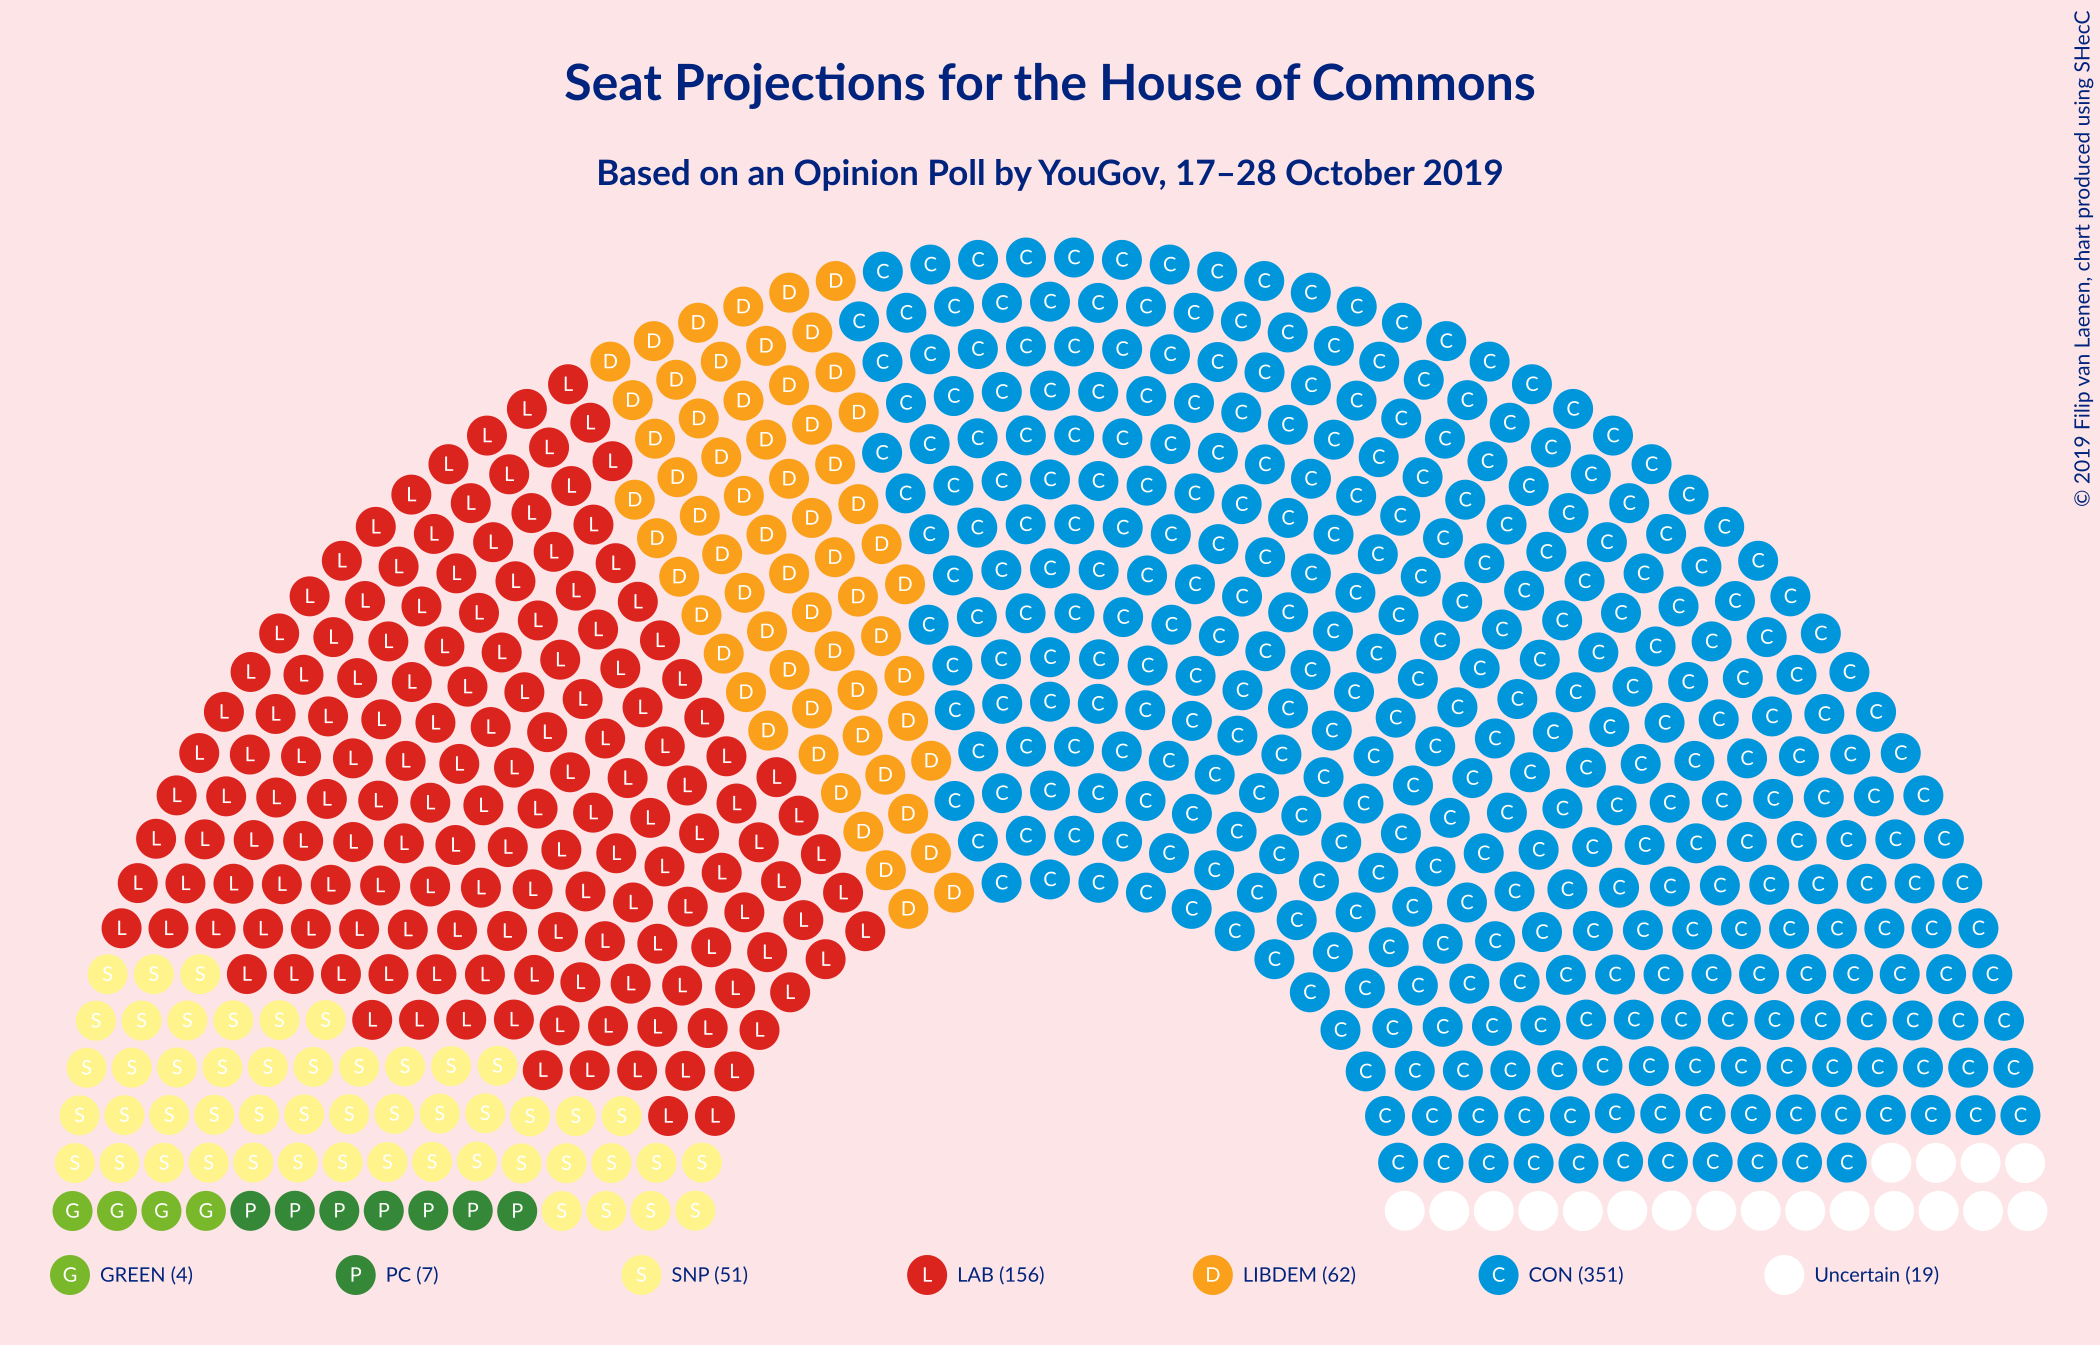 Seat Projections for the House of Commons
Based on an Opinion Poll by YouGov, 17–28 October 2019
© 2019 Filip van Laenen, chart produced using SHecC
G GREEN (4) P PC (7) S SNP (51) L LAB (156) D LIBDEM (62) C CON (351) Uncertain (19)